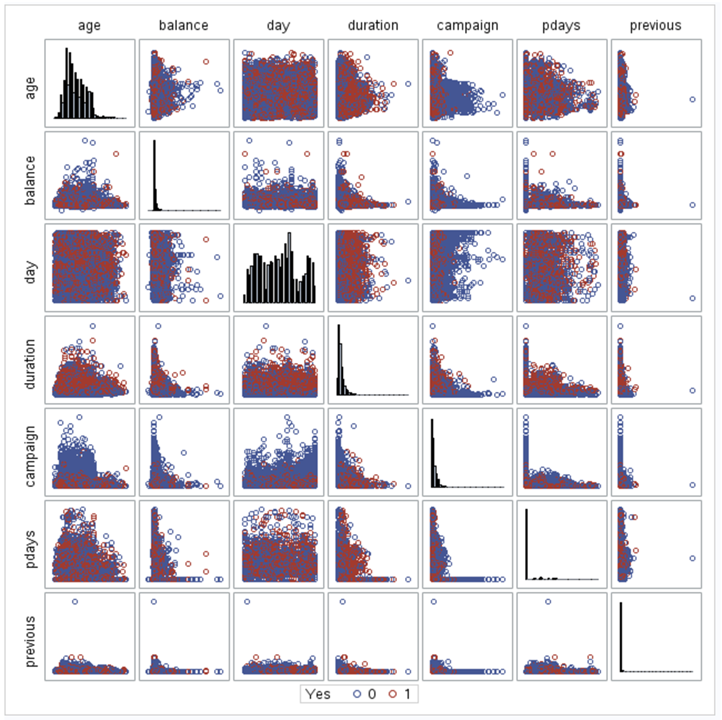 age balance day duration campaign pdays previous
age
balance
day
duration
campaign
pdays
previous
Yes 0 1